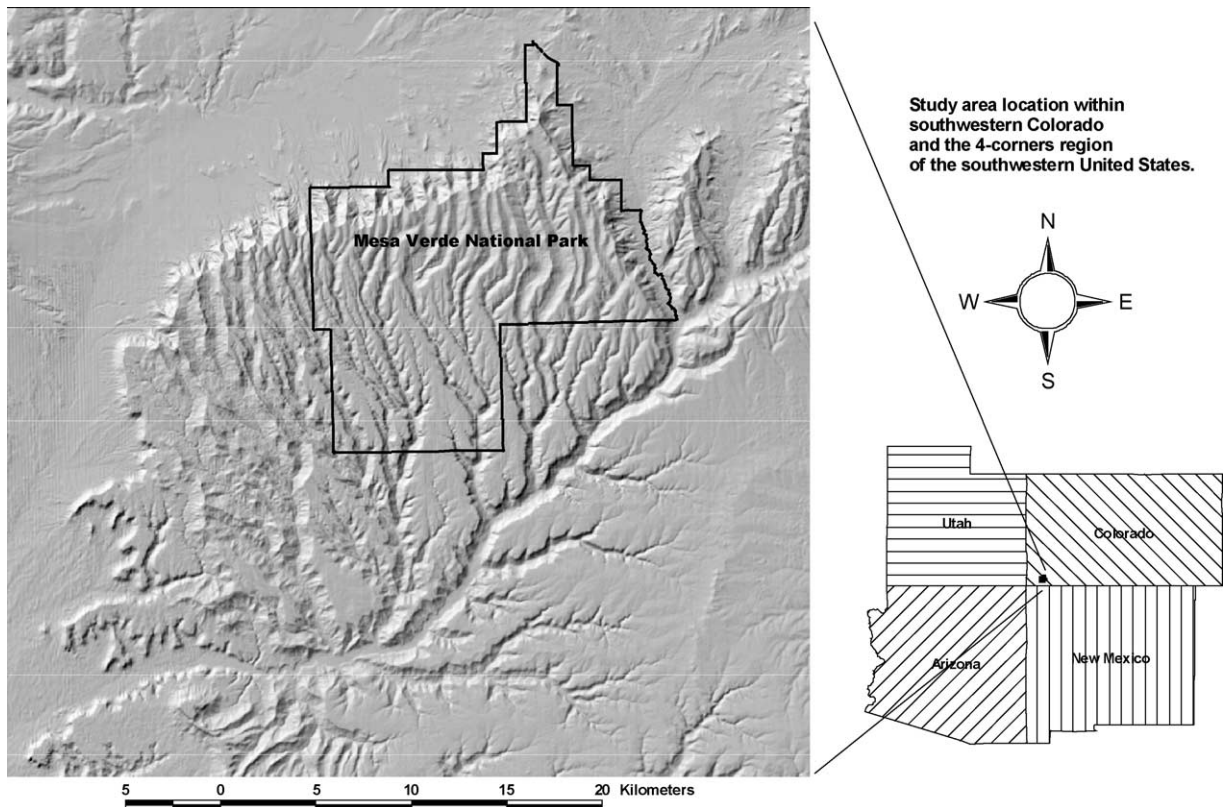 Study area location within
southwestern Colorado
and the 4-corners region
of the southwestern United States.
Mesa Verde National Park
N
W E
S
Utah
Colorado
Arizona
New Mexico
5 0 5 10 15 20 Kilometers